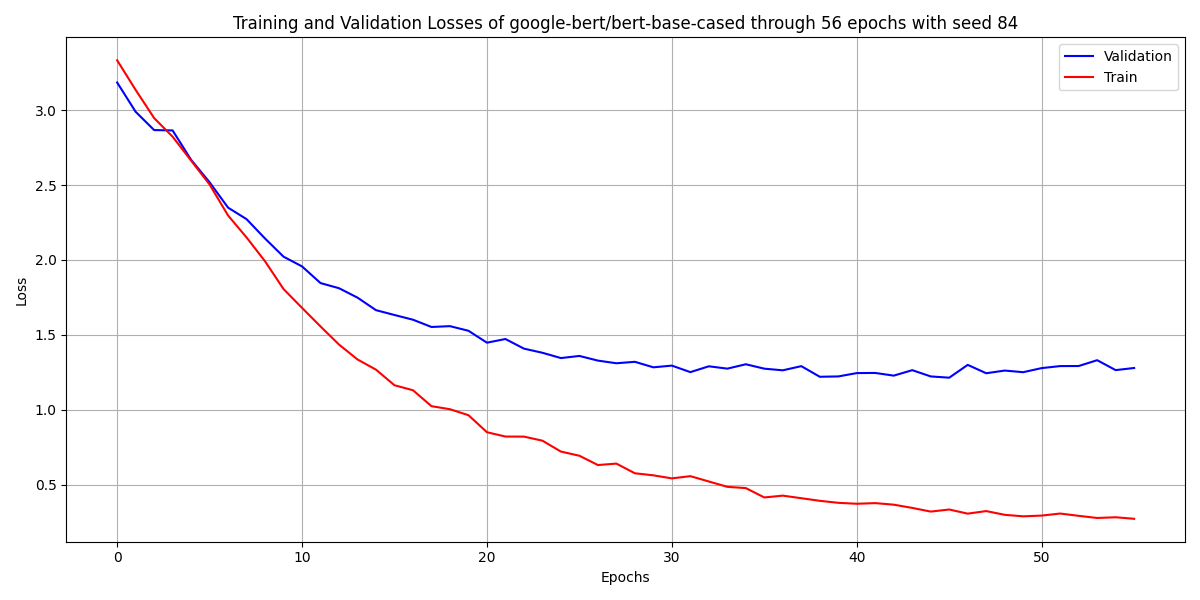 Training and Validation Losses of google-bert/bert-base-cased through 56 epochs with seed 84
Validation
Train
Loss
3.0
2.5
2.0
1.5
1.0
0.5
0 10 20 30 40 50
Epochs